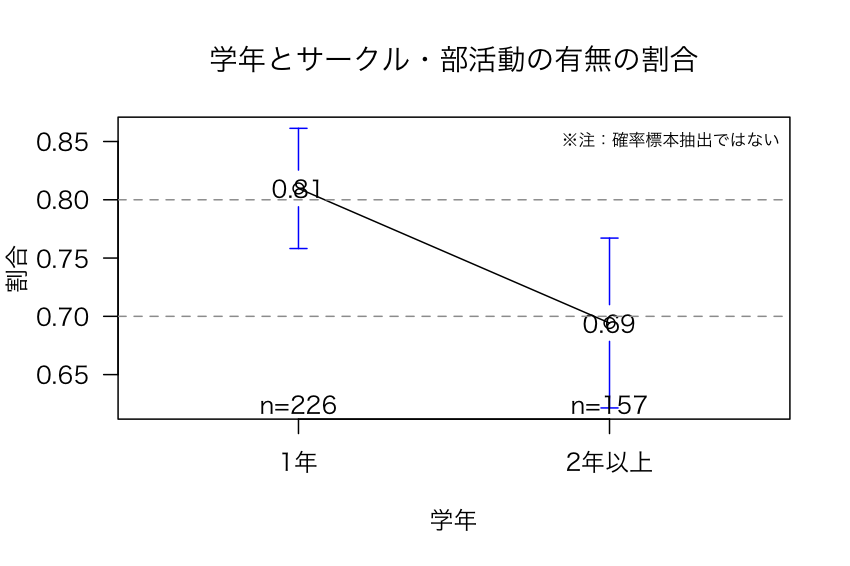 学年とサークル・部活動の有無の割合
※注：確率標本抽出ではない
0.85
0.80
0.75
0.70
0.65
割合
0.81
0.69
n=226
n=157
1年
2年以上
学年